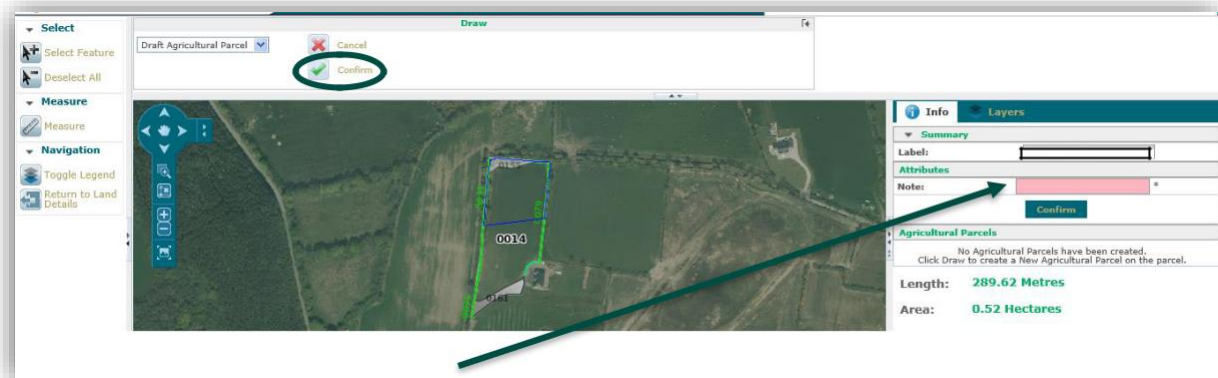 Select
Select Feature
Deselect All
Measure
Measure
Navigation
Toggle Legend
Return to Land
Details
Draw
Draft Agricultural Parcel
Cancel
Confirm
0014
0161
Info
Layers
Summary
Label:
Attributes
Note: *
Confirm
Agricultural Parcels
No Agricultural Parcels have been created.
Click Draw to create a New Agricultural Parcel on the parcel.
Length: 289.62 Metres
Area: 0.52 Hectares